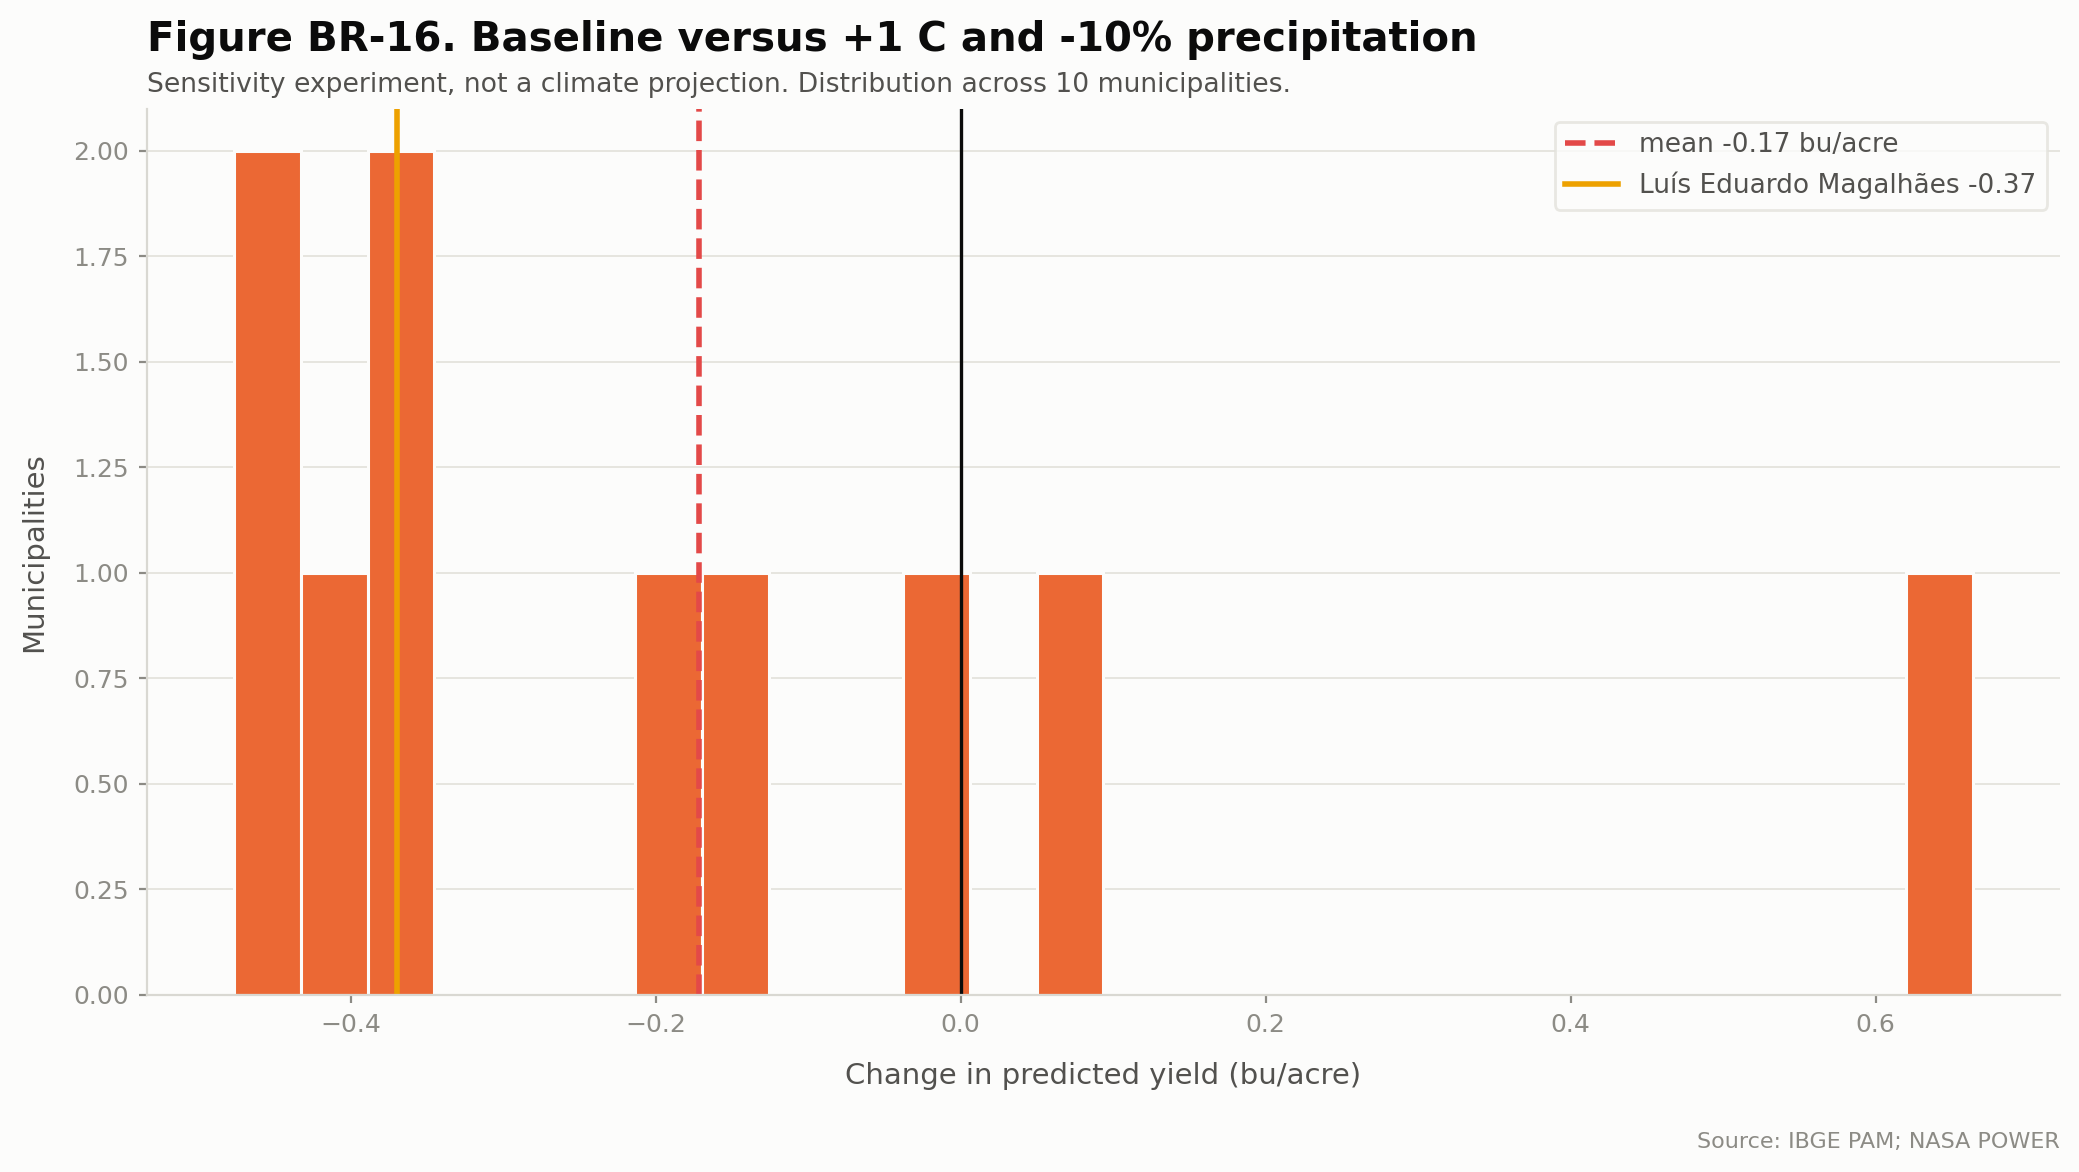 Figure BR-16. Baseline versus +1 C and -10% precipitation
Sensitivity experiment, not a climate projection. Distribution across 10 municipalities.
mean -0.17 bu/acre
Luís Eduardo Magalhães -0.37
Municipalities
2.00
1.75
1.50
1.25
1.00
0.75
0.50
0.25
0.00
−0.4
−0.2
0.0
0.2
0.4
0.6
Change in predicted yield (bu/acre)
Source: IBGE PAM; NASA POWER